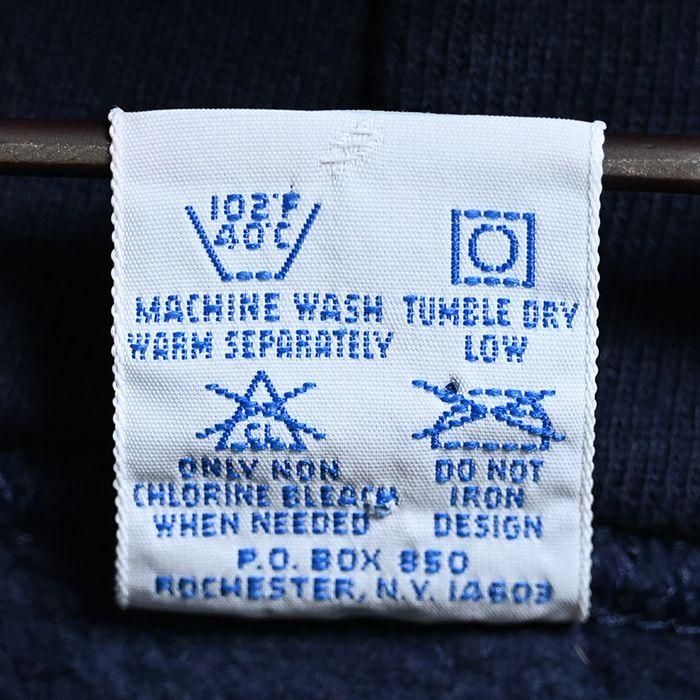 102°F
40°C
MACHINE WASH
WARM SEPARATELY
TUMBLE DRY
LOW
CL
ONLY NON
CHLORINE BLEACH
WHEN NEEDED
DO NOT
IRON
DESIGN
P.O. BOX 850
ROCHESTER, N.Y. 14603